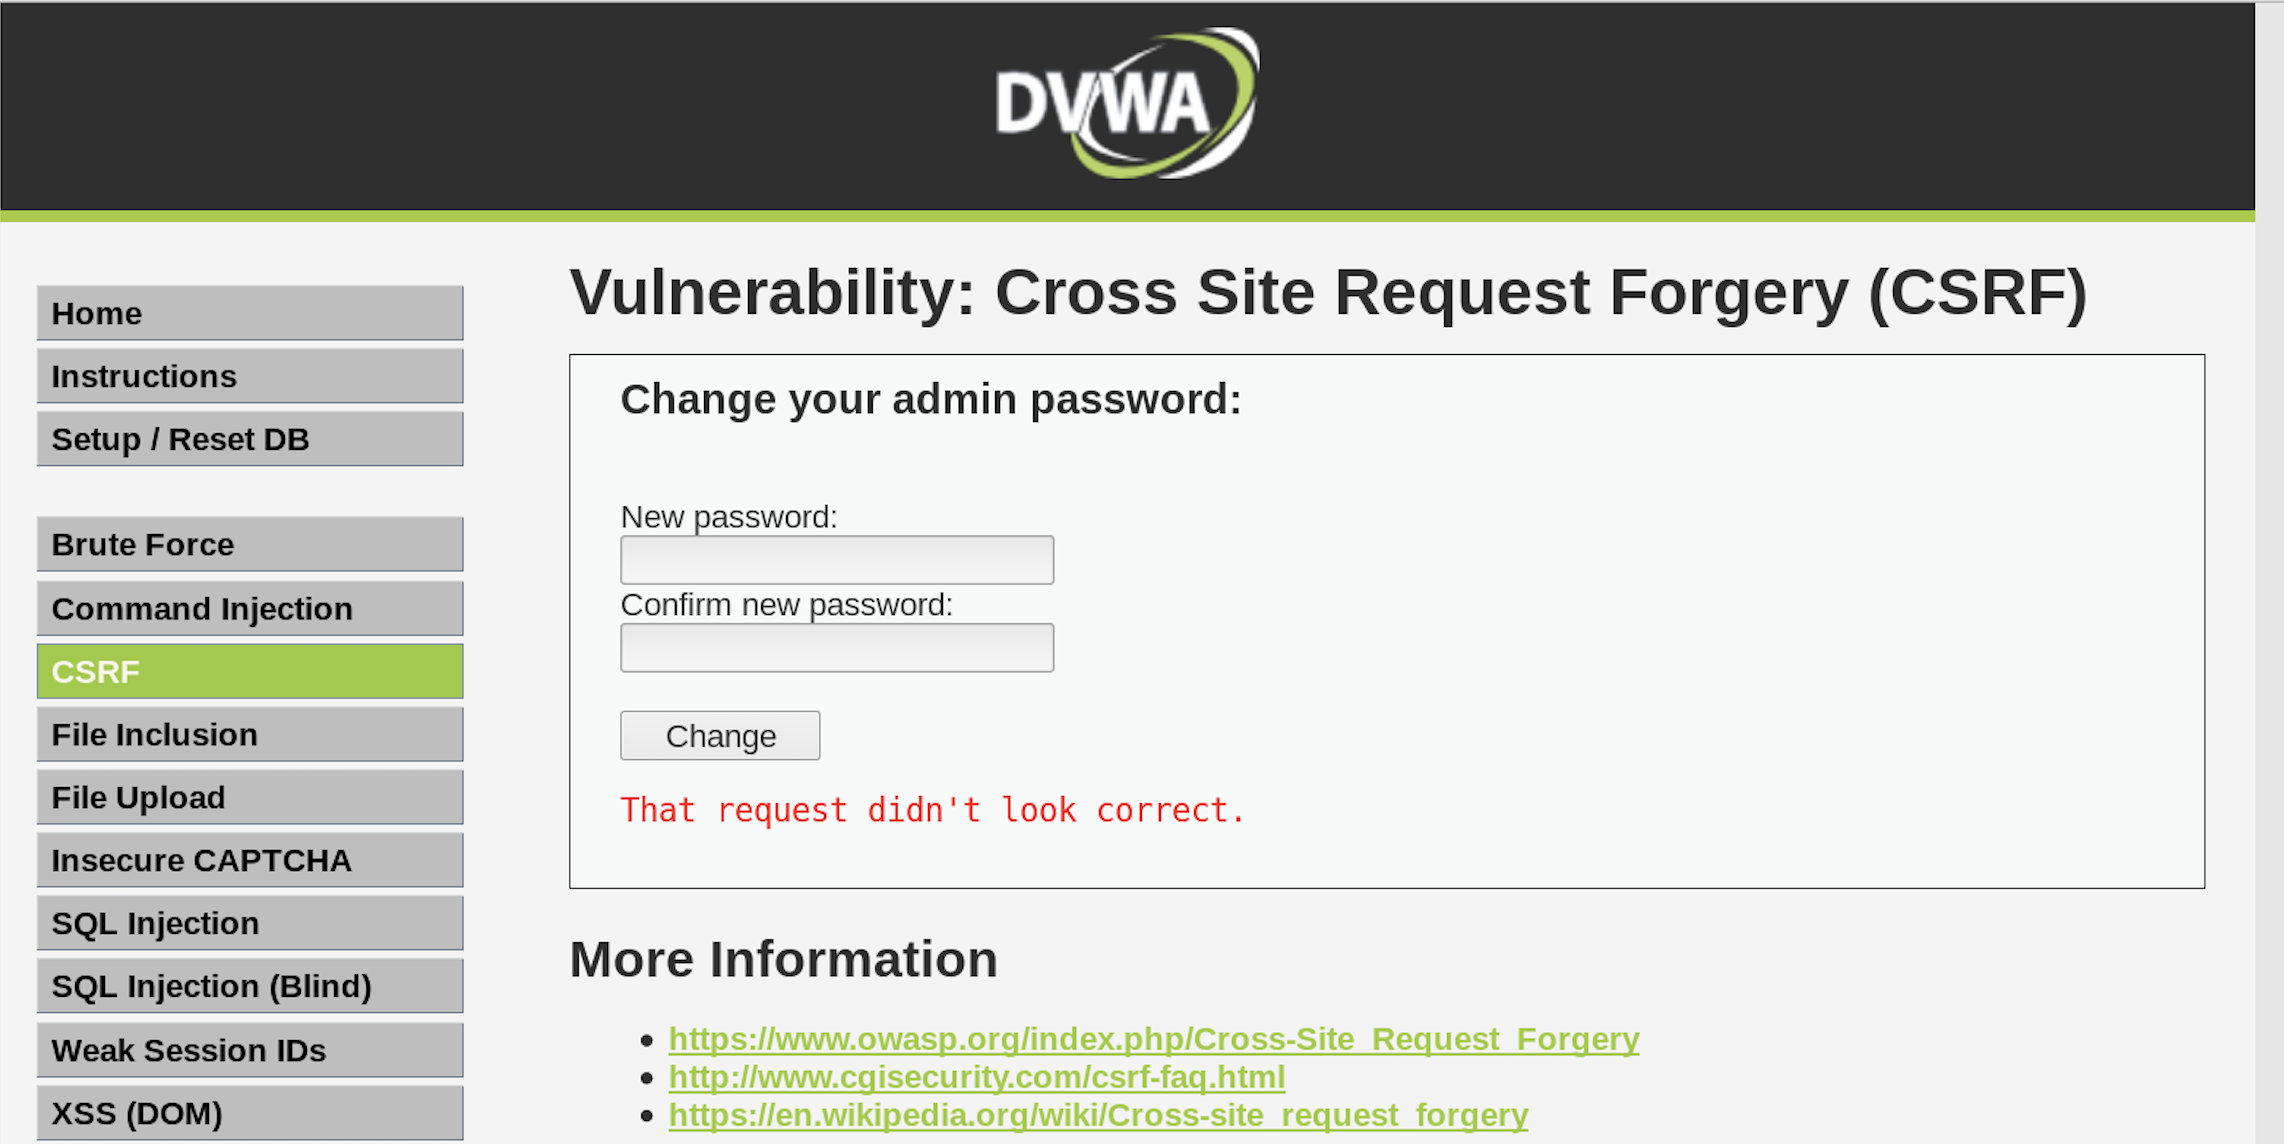 DVWA
Home
Instructions
Setup / Reset DB
Brute Force
Command Injection
CSRF
File Inclusion
File Upload
Insecure CAPTCHA
SQL Injection
SQL Injection (Blind)
Weak Session IDs
XSS (DOM)
Vulnerability: Cross Site Request Forgery (CSRF)
Change your admin password:
New password:
Confirm new password:
Change
That request didn't look correct.
More Information
https://www.owasp.org/index.php/Cross-Site_Request_Forgery
http://www.cgisecurity.com/csrf-faq.html
https://en.wikipedia.org/wiki/Cross-site_request_forgery